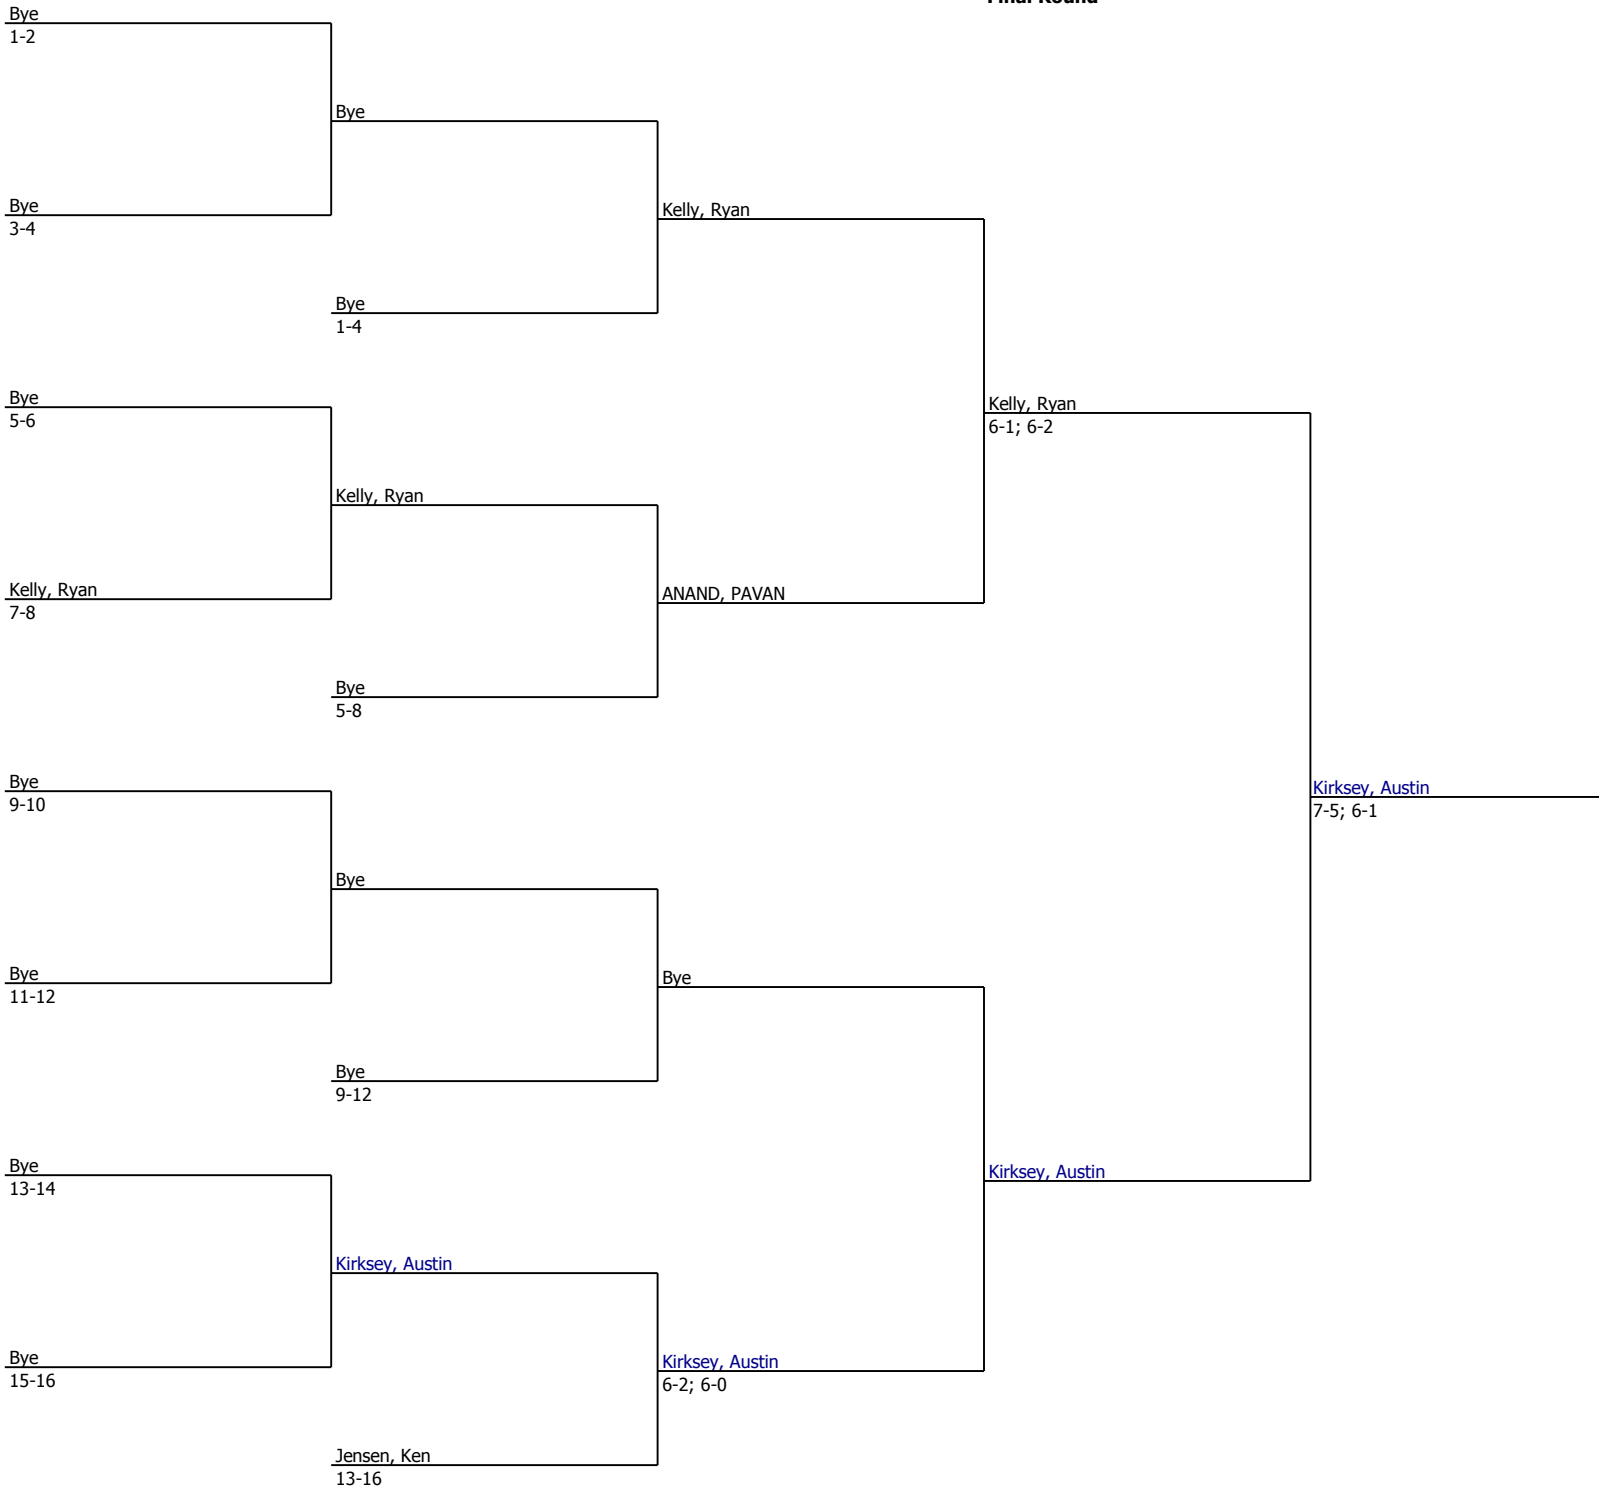 Final Round
Bye
1-2
Bye
Bye
3-4
Kelly, Ryan
Bye
1-4
Bye
5-6
Kelly, Ryan
6-1; 6-2
Kelly, Ryan
Kelly, Ryan
7-8
ANAND, PAVAN
Bye
5-8
Bye
9-10
Kirksey, Austin
7-5; 6-1
Bye
Bye
11-12
Bye
Bye
9-12
Bye
13-14
Kirksey, Austin
Kirksey, Austin
Bye
15-16
Kirksey, Austin
6-2; 6-0
Jensen, Ken
13-16